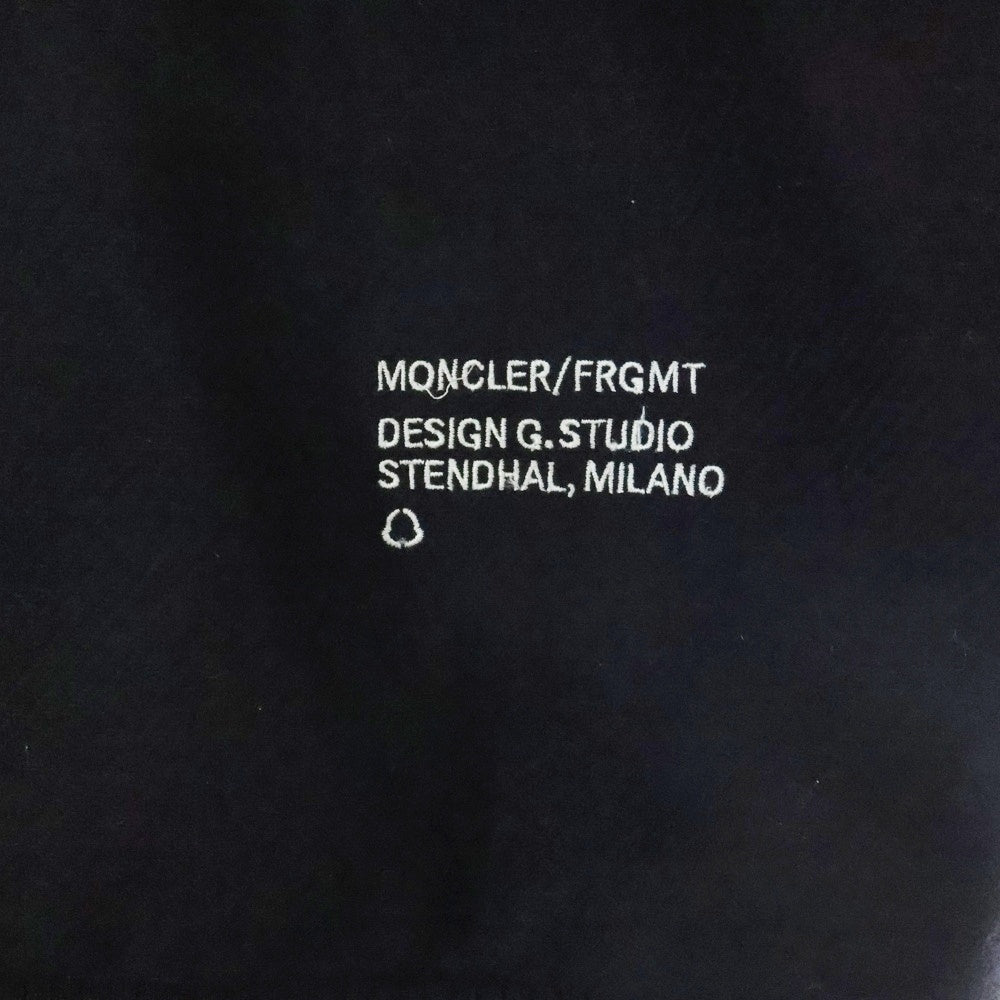 MONCLER/FRGMT
DESIGN G.STUDIO
STENDHAL, MILANO